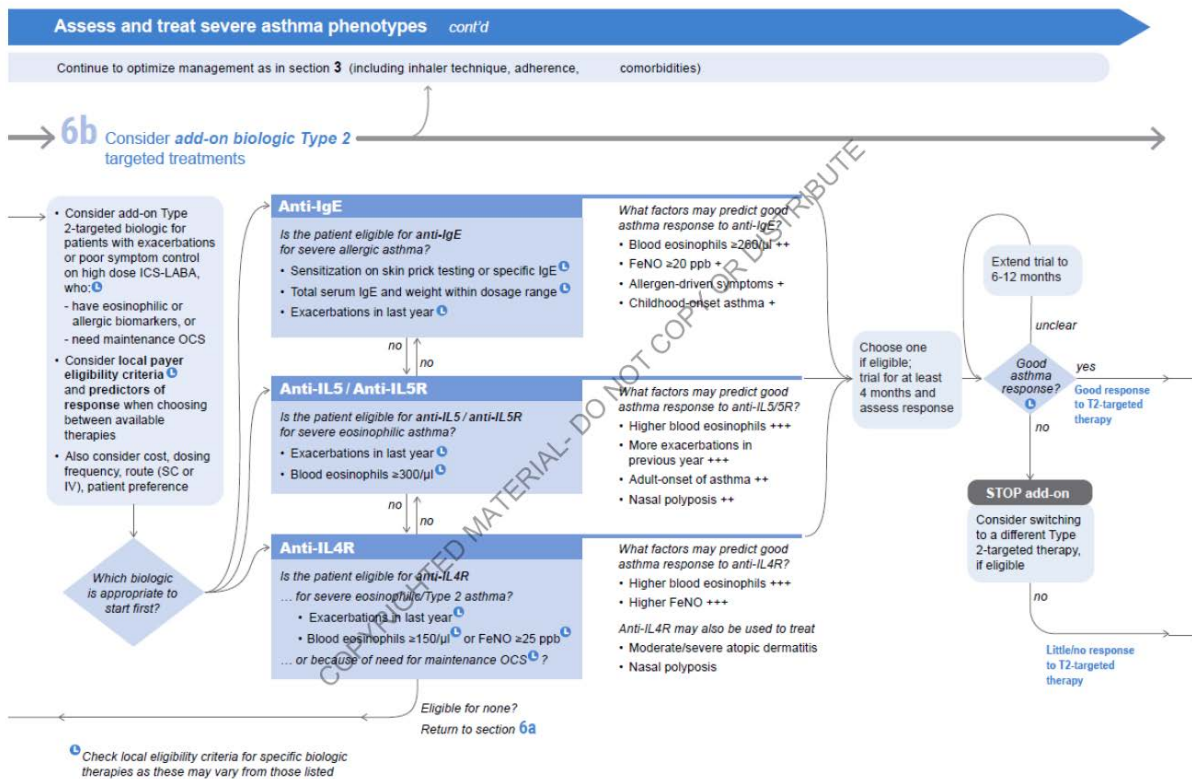 Assess and treat severe asthma phenotypes cont'd
Continue to optimize management as in section 3 (including inhaler technique, adherence, comorbidities)
6b Consider add-on biologic Type 2
targeted treatments
• Consider add-on Type
2-targeted biologic for
patients with exacerbations
or poor symptom control
on high dose ICS-LABA,
who:
- have eosinophilic or
allergic biomarkers, or
- need maintenance OCS
• Consider local payer
eligibility criteria
and predictors of
response when choosing
between available
therapies
• Also consider cost, dosing
frequency, route (SC or
IV), patient preference
Which biologic
is appropriate to
start first?
Anti-IgE
Is the patient eligible for anti-IgE
for severe allergic asthma?
• Sensitization on skin prick testing or specific IgE
• Total serum IgE and weight within dosage range
• Exacerbations in last year
What factors may predict good
asthma response to anti-IgE?
• Blood eosinophils ≥260/µl ++
• FeNO ≥20 ppb +
• Allergen-driven symptoms +
• Childhood-onset asthma +
no
no
Anti-IL5 / Anti-IL5R
Is the patient eligible for anti-IL5 / anti-IL5R
for severe eosinophilic asthma?
• Exacerbations in last year
• Blood eosinophils ≥300/µl
What factors may predict good
asthma response to anti-IL5/5R?
• Higher blood eosinophils +++
• More exacerbations in
previous year +++
• Adult-onset of asthma ++
• Nasal polyposis ++
no
no
Anti-IL4R
Is the patient eligible for anti-IL4R
... for severe eosinophilic/Type 2 asthma?
• Exacerbations in last year
• Blood eosinophils ≥150/µl or FeNO ≥25 ppb
... or because of need for maintenance OCS ?
What factors may predict good
asthma response to anti-IL4R?
• Higher blood eosinophils +++
• Higher FeNO +++
Anti-IL4R may also be used to treat
• Moderate/severe atopic dermatitis
• Nasal polyposis
Eligible for none?
Return to section 6a
Choose one
if eligible;
trial for at least
4 months and
assess response
Extend trial to
6-12 months
unclear
Good
asthma
response?
yes
Good response
to T2-targeted
therapy
no
STOP add-on
Consider switching
to a different Type
2-targeted therapy,
if eligible
no
Little/no response
to T2-targeted
therapy
Check local eligibility criteria for specific biologic
therapies as these may vary from those listed
COPYRIGHTED MATERIAL- DO NOT COPY OR DISTRIBUTE